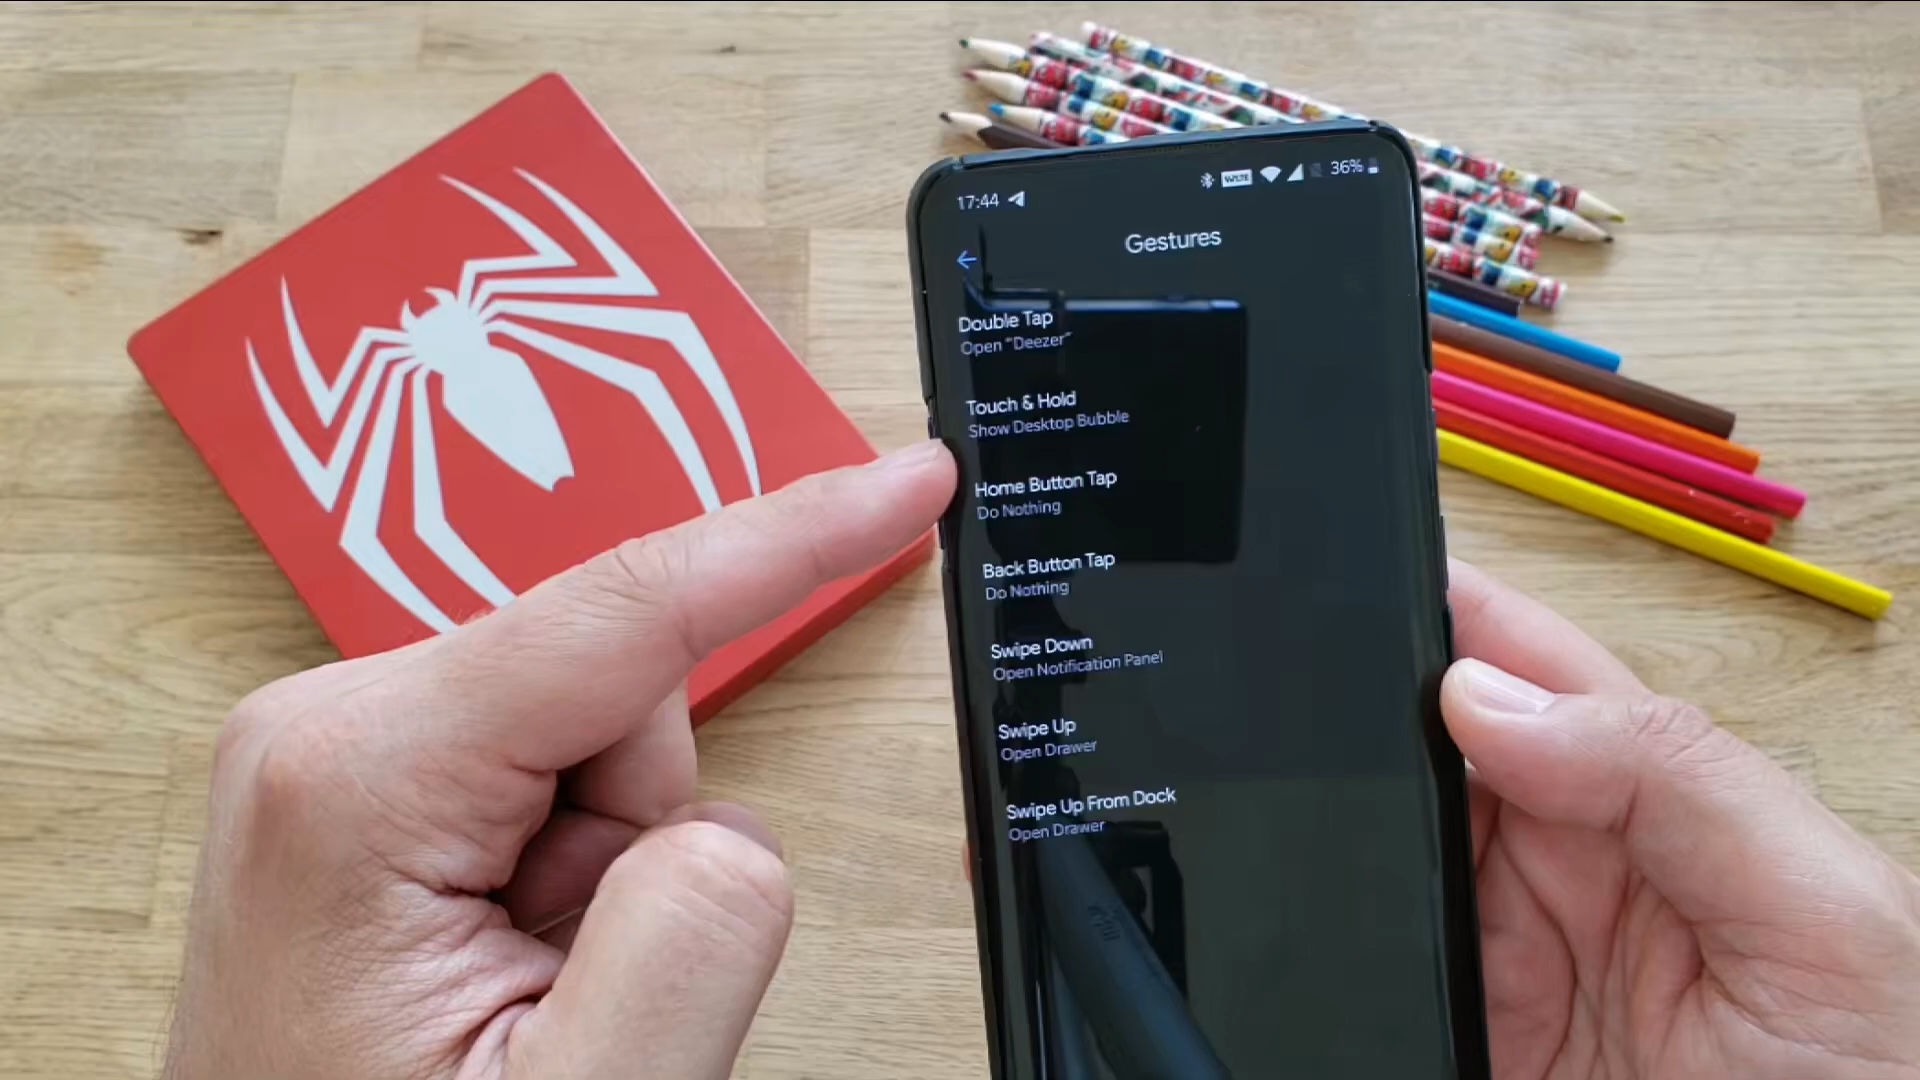 17:44
36%
Gestures
Double Tap
Open "Deezer"
Touch & Hold
Show Desktop Bubble
Home Button Tap
Do Nothing
Back Button Tap
Do Nothing
Swipe Down
Open Notification Panel
Swipe Up
Open Drawer
Swipe Up From Dock
Open Drawer